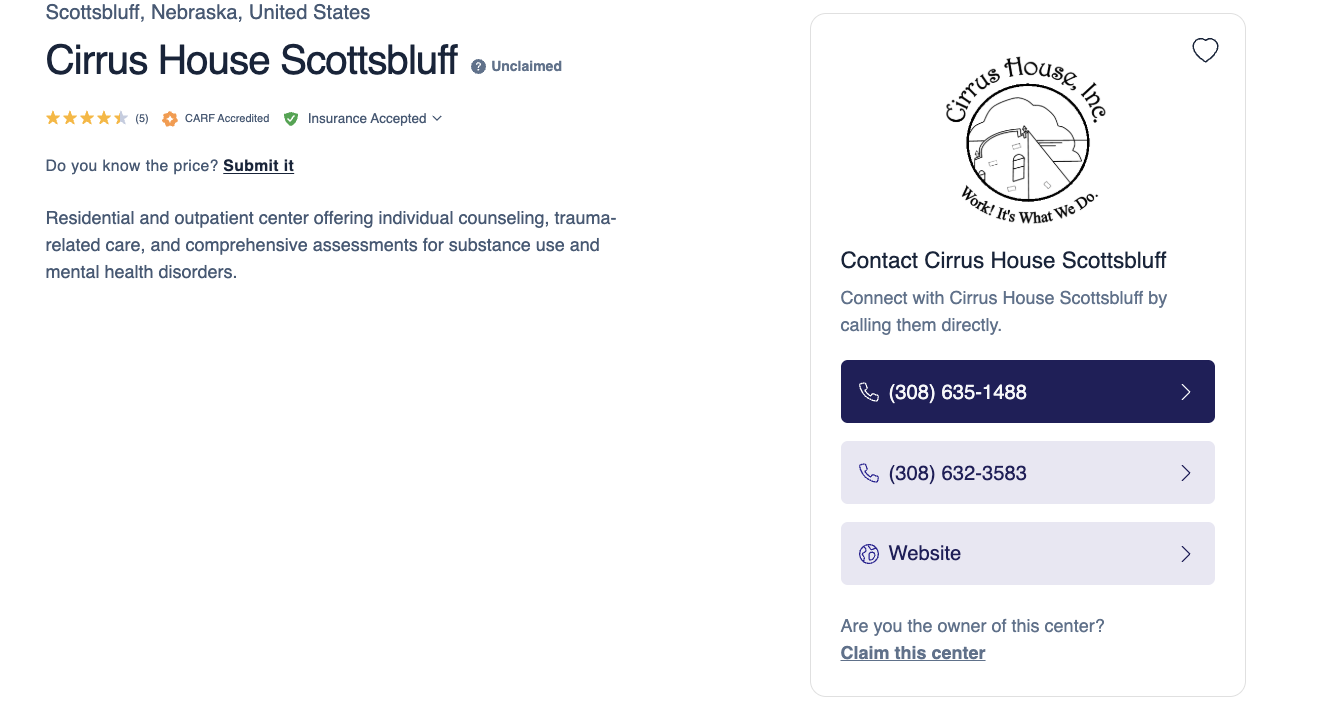 Scottsbluff, Nebraska, United States
Cirrus House Scottsbluff ? Unclaimed
(5) CARF Accredited Insurance Accepted
Do you know the price? Submit it
Residential and outpatient center offering individual counseling, trauma-
related care, and comprehensive assessments for substance use and
mental health disorders.
Cirrus House, Inc.
Work! It's What We Do.
Contact Cirrus House Scottsbluff
Connect with Cirrus House Scottsbluff by
calling them directly.
(308) 635-1488
(308) 632-3583
Website
Are you the owner of this center?
Claim this center